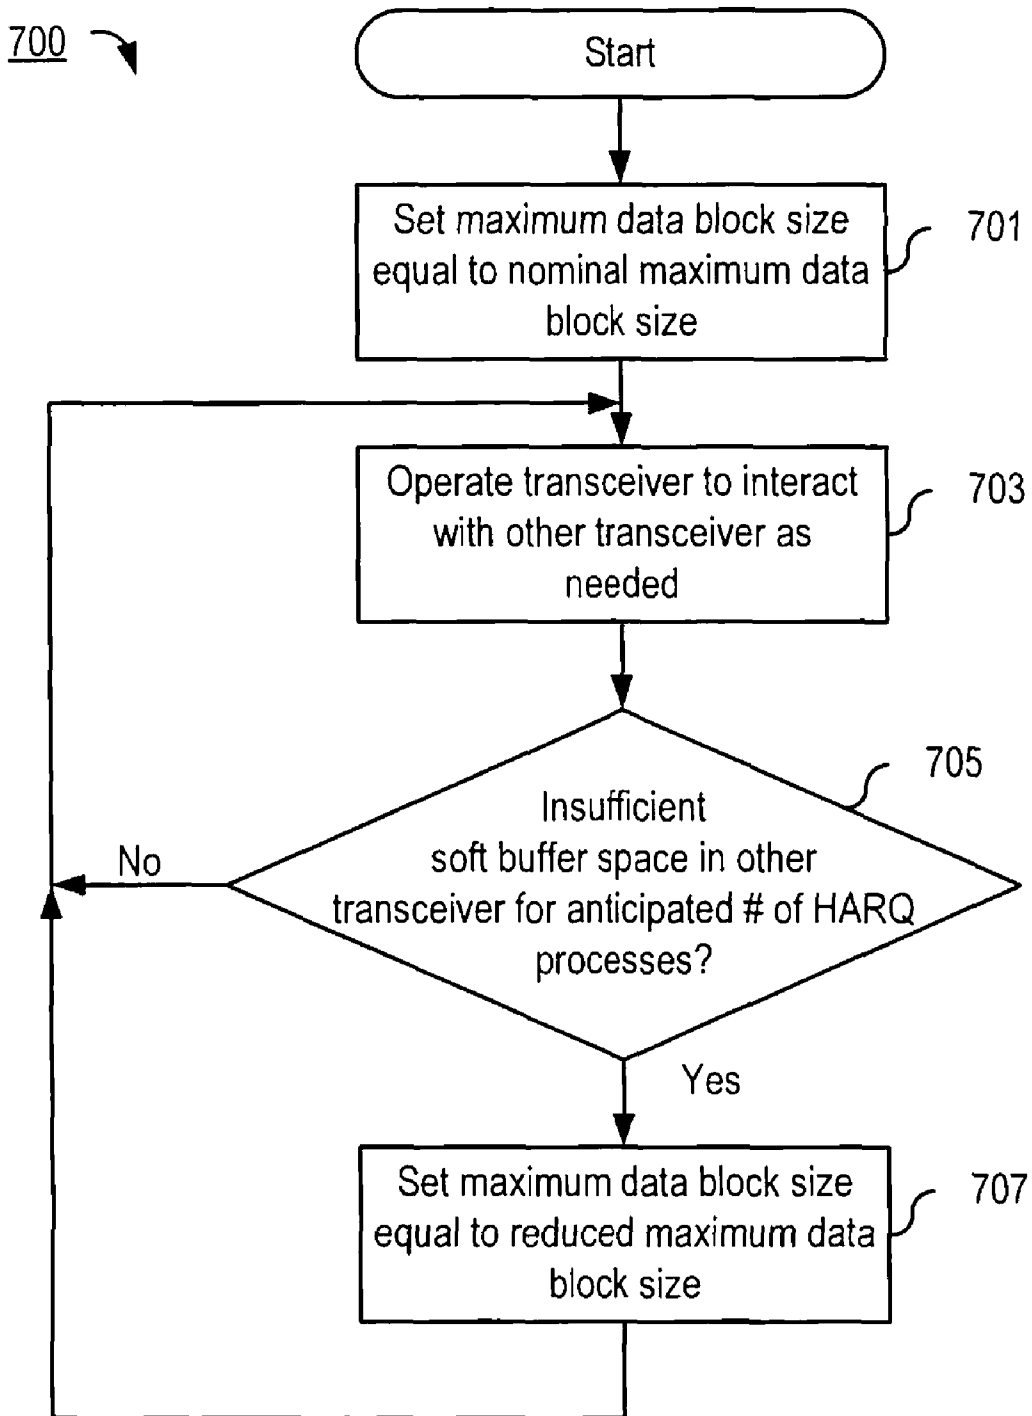 700
Start
Set maximum data block size
equal to nominal maximum data
block size
701
Operate transceiver to interact
with other transceiver as
needed
703
705
Insufficient
soft buffer space in other
transceiver for anticipated # of HARQ
processes?
No
Yes
Set maximum data block size
equal to reduced maximum data
block size
707